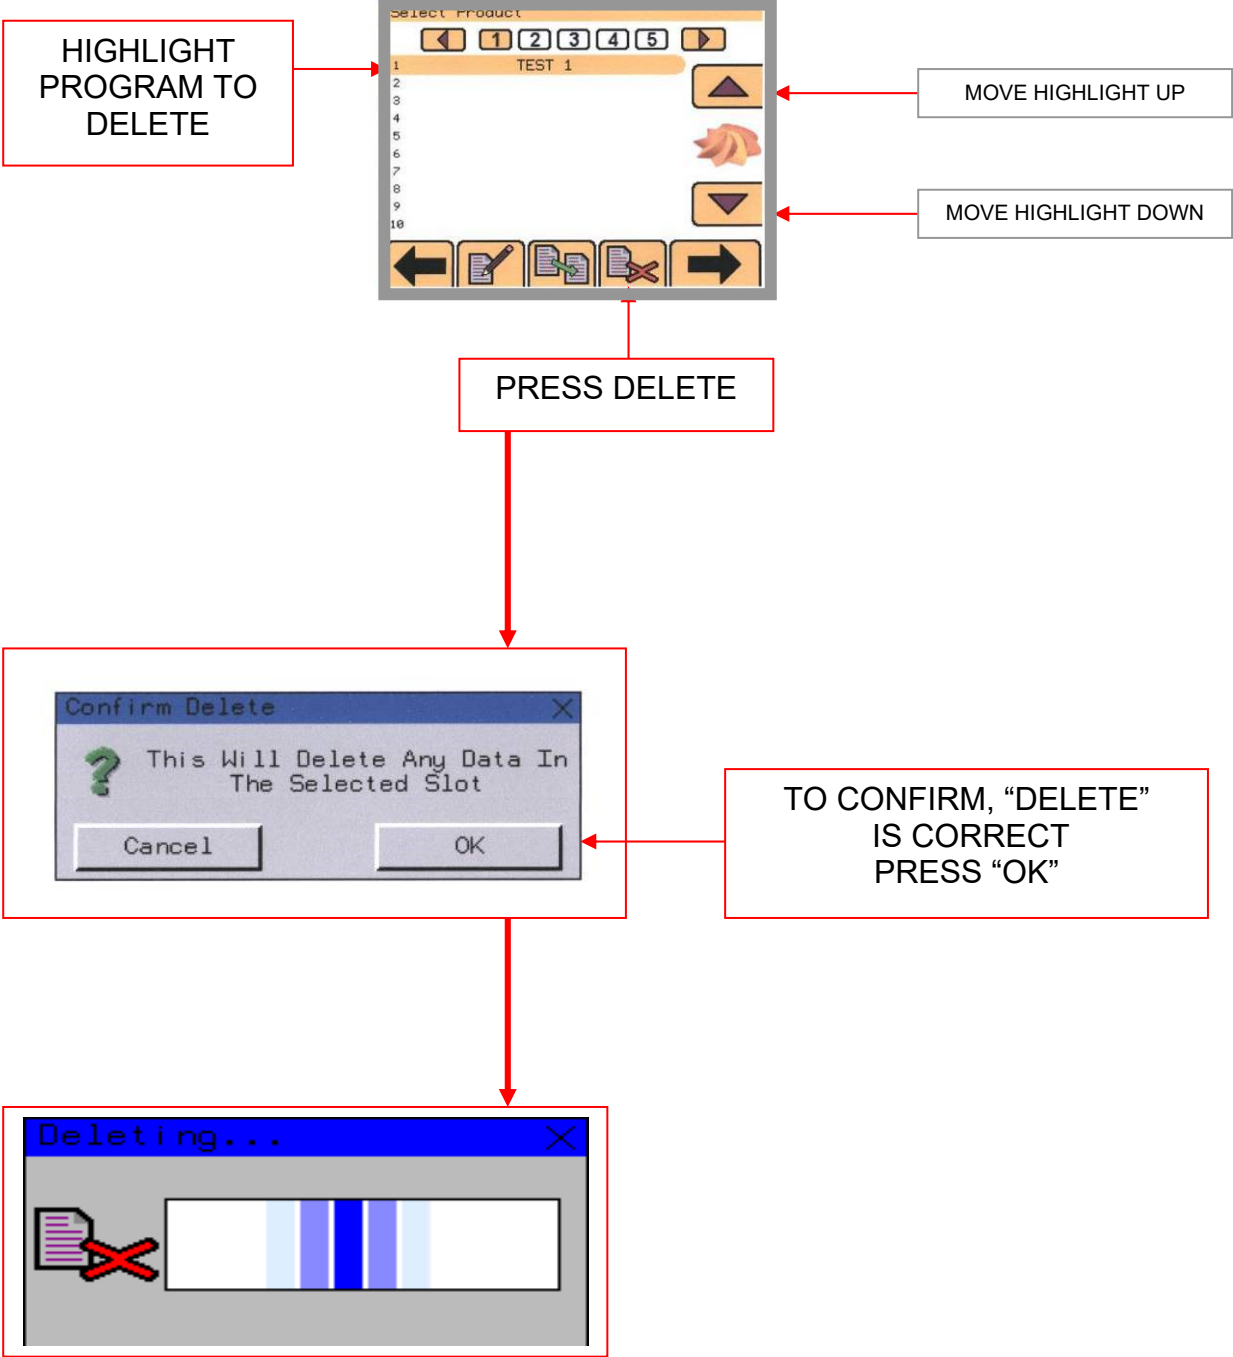 Select Product
HIGHLIGHT
PROGRAM TO
DELETE
1 2 3 4 5
1 TEST 1
2
3
4
5
6
7
8
9
10
MOVE HIGHLIGHT UP
MOVE HIGHLIGHT DOWN
PRESS DELETE
Confirm Delete
This Will Delete Any Data In
The Selected Slot
Cancel OK
TO CONFIRM, “DELETE”
IS CORRECT
PRESS “OK”
Deleting...